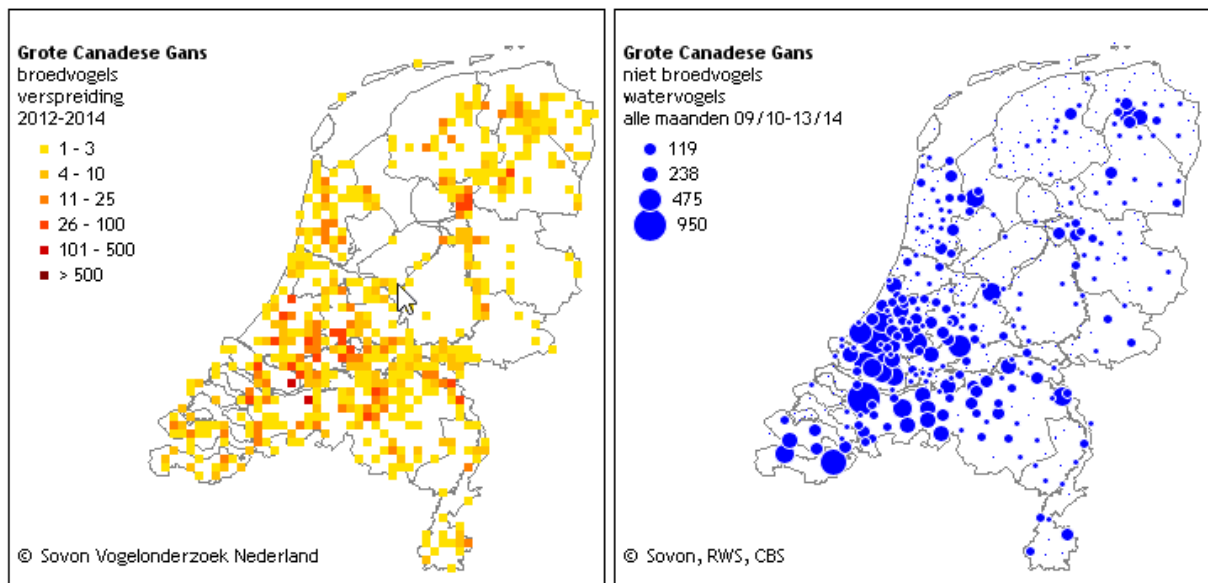 Grote Canadese Gans
broedvogels
verspreiding
2012-2014
1 - 3
4 - 10
11 - 25
26 - 100
101 - 500
> 500
© Sovon Vogelonderzoek Nederland
Grote Canadese Gans
niet broedvogels
watervogels
alle maanden 09/10-13/14
119
238
475
950
© Sovon, RWS, CBS